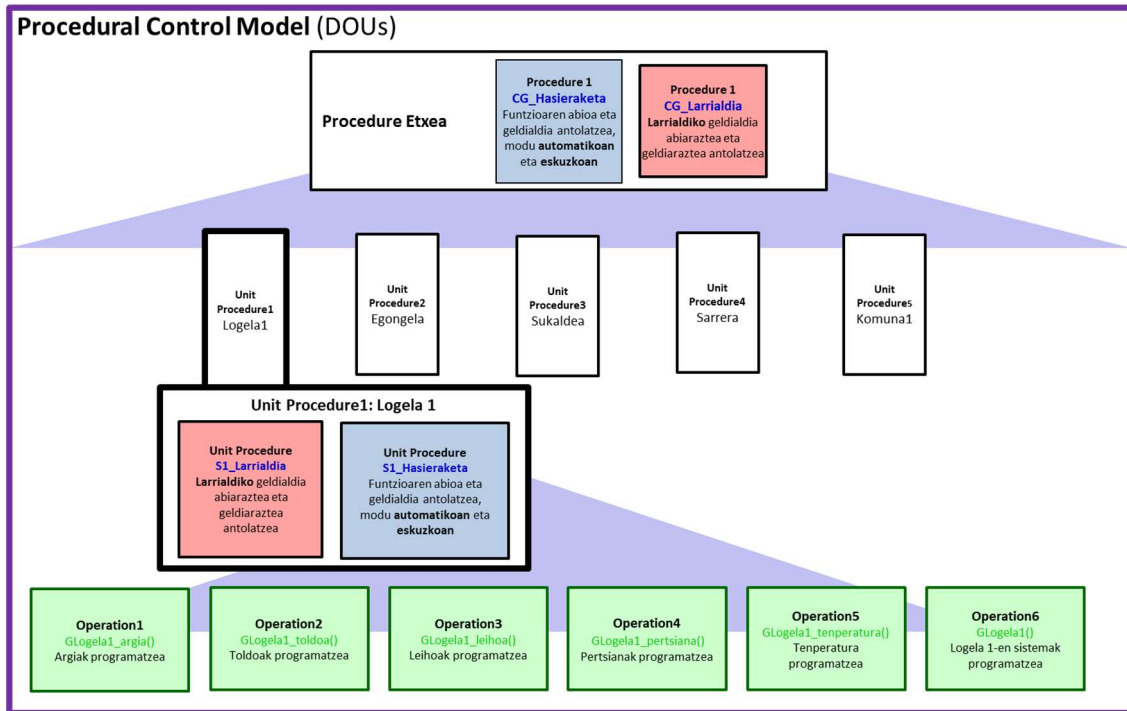 Procedural Control Model (DOUs)
Procedure Etxea
Procedure 1
CG_Hasieraketa
Funtzioaren abioa eta
geldialdia antolatzea,
modu automatikoan
eta eskuzkoan
Procedure 1
CG_Larrialdia
Larrialdiko geldialdia
abiaraztea eta
geldiaraztea antolatzea
Unit
Procedure1
Logela1
Unit
Procedure2
Egongela
Unit
Procedure3
Sukaldea
Unit
Procedure4
Sarrera
Unit
Procedure5
Komuna1
Unit Procedure1: Logela 1
Unit Procedure
S1_Larrialdia
Larrialdiko geldialdia
abiaraztea eta
geldiaraztea
antolatzea
Unit Procedure
S1_Hasieraketa
Funtzioaren abioa eta
geldialdia antolatzea,
modu automatikoan eta
eskuzkoan
Operation1
GLogela1_argia()
Argiak programatzea
Operation2
GLogela1_toldoa()
Toldoak programatzea
Operation3
GLogela1_leihoa()
Leihoak programatzea
Operation4
GLogela1_pertsiana()
Pertsianak programatzea
Operation5
GLogela1_tenperatura()
Tenperatura
programatzea
Operation6
GLogela1()
Logela 1-en sistemak
programatzea